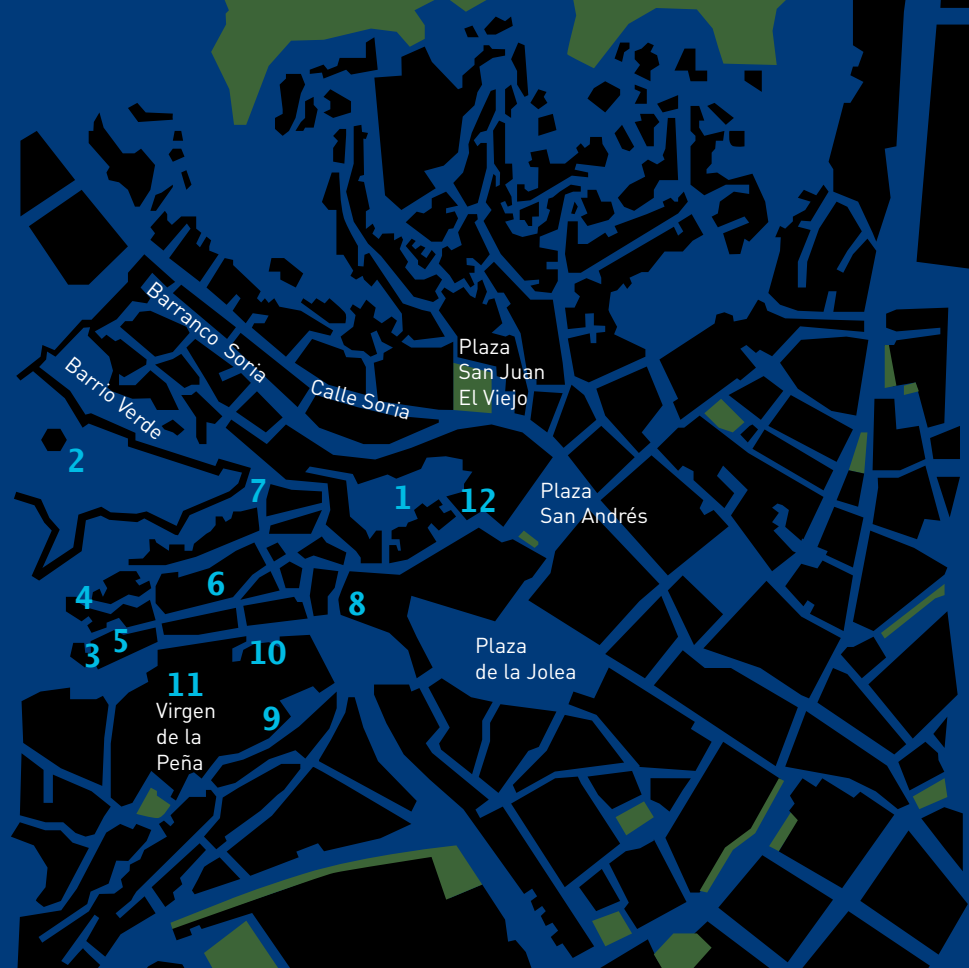 Barranco Soria
Barrio Verde
Calle Soria
Plaza
San Juan
El Viejo
2
7
1
12
Plaza
San Andrés
4
6
8
5
3
10
Plaza
de la Jolea
11
9
Virgen
de la
Peña